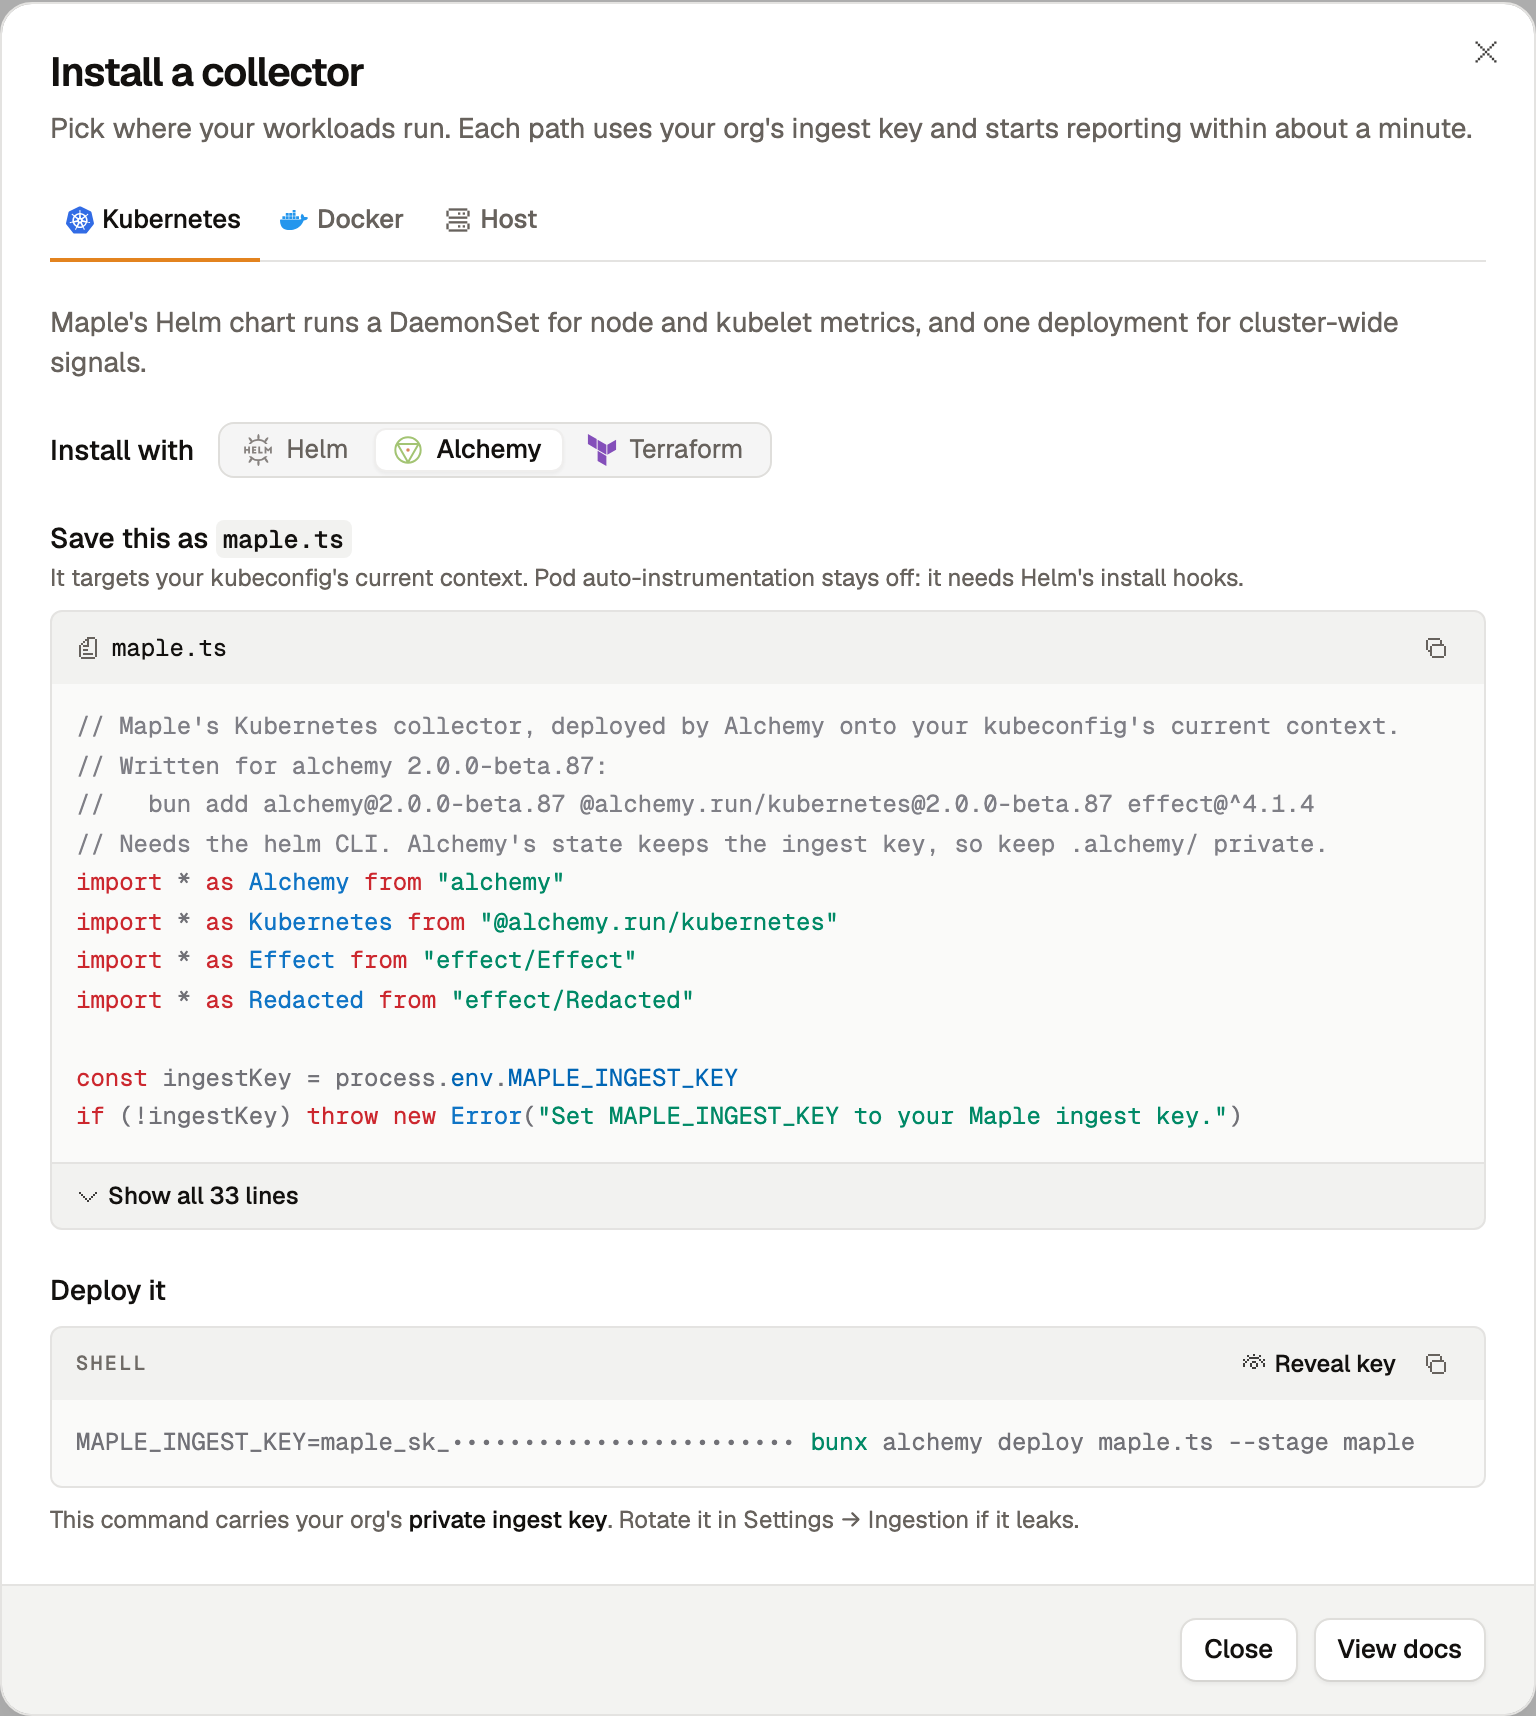 Install a collector
Pick where your workloads run. Each path uses your org's ingest key and starts reporting within about a minute.
Kubernetes
Docker
Host
Maple's Helm chart runs a DaemonSet for node and kubelet metrics, and one deployment for cluster-wide
signals.
Install with
HELM
Helm
Alchemy
Terraform
Save this as maple.ts
It targets your kubeconfig's current context. Pod auto-instrumentation stays off: it needs Helm's install hooks.
maple.ts
// Maple's Kubernetes collector, deployed by Alchemy onto your kubeconfig's current context.
// Written for alchemy 2.0.0-beta.87:
//   bun add alchemy@2.0.0-beta.87 @alchemy.run/kubernetes@2.0.0-beta.87 effect@^4.1.4
// Needs the helm CLI. Alchemy's state keeps the ingest key, so keep .alchemy/ private.
import * as Alchemy from "alchemy"
import * as Kubernetes from "@alchemy.run/kubernetes"
import * as Effect from "effect/Effect"
import * as Redacted from "effect/Redacted"
const ingestKey = process.env.MAPLE_INGEST_KEY
if (!ingestKey) throw new Error("Set MAPLE_INGEST_KEY to your Maple ingest key.")
Show all 33 lines
Deploy it
SHELL
Reveal key
MAPLE_INGEST_KEY=maple_sk_•••••••••••••••••••••••• bunx alchemy deploy maple.ts --stage maple
This command carries your org's private ingest key. Rotate it in Settings → Ingestion if it leaks.
Close
View docs